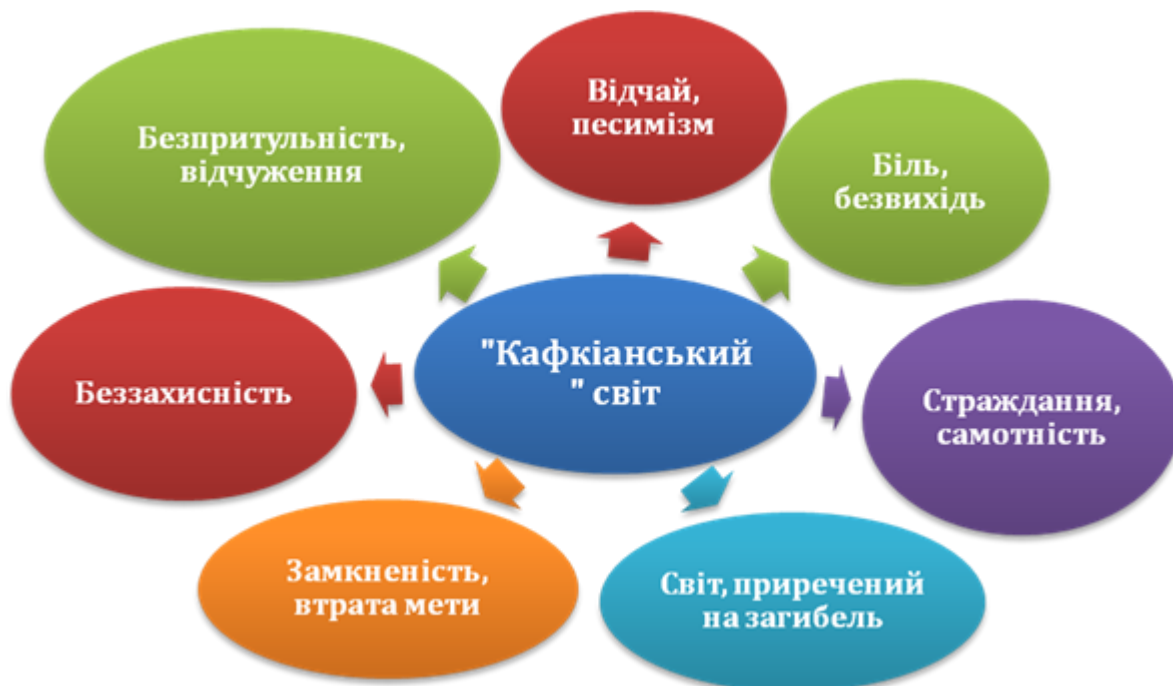 Відчай,
песимізм
Безпритульність,
відчуження
Біль,
безвихідь
"Кафкіанський
" світ
Беззахисність
Страждання,
самотність
Замкненість,
втрата мети
Світ, приречений
на загибель